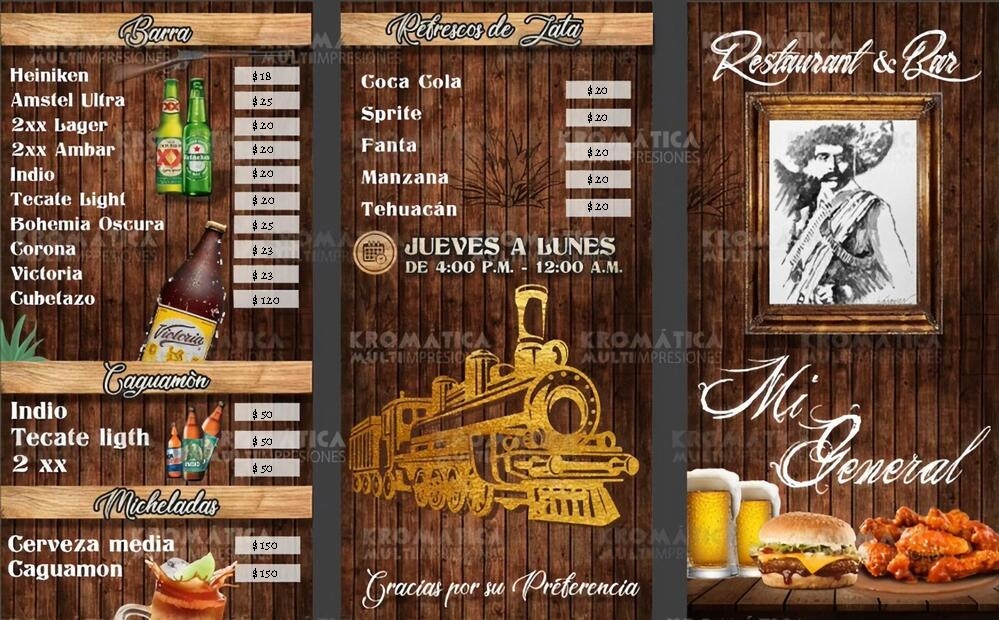 Barra
Heiniken $18
Amstel Ultra $25
2xx Lager $20
2xx Ambar $20
Indio $20
Tecate Light $20
Bohemia Oscura $25
Corona $23
Victoria $23
Cubetazo $120
Victoria
Caguamòn
Indio $50
Tecate ligth $50
2 xx $50
Micheladas
Cerveza media $150
Caguamon $150
Refrescos de Lata
Coca Cola $20
Sprite $20
Fanta $20
Manzana $20
Tehuacán $20
JUEVES A LUNES
DE 4:00 P.M. - 12:00 A.M.
KROMÁTICA
MULTIIMPRESIONES
Gracias por su Preferencia
Restaurant & Bar
Mi
General